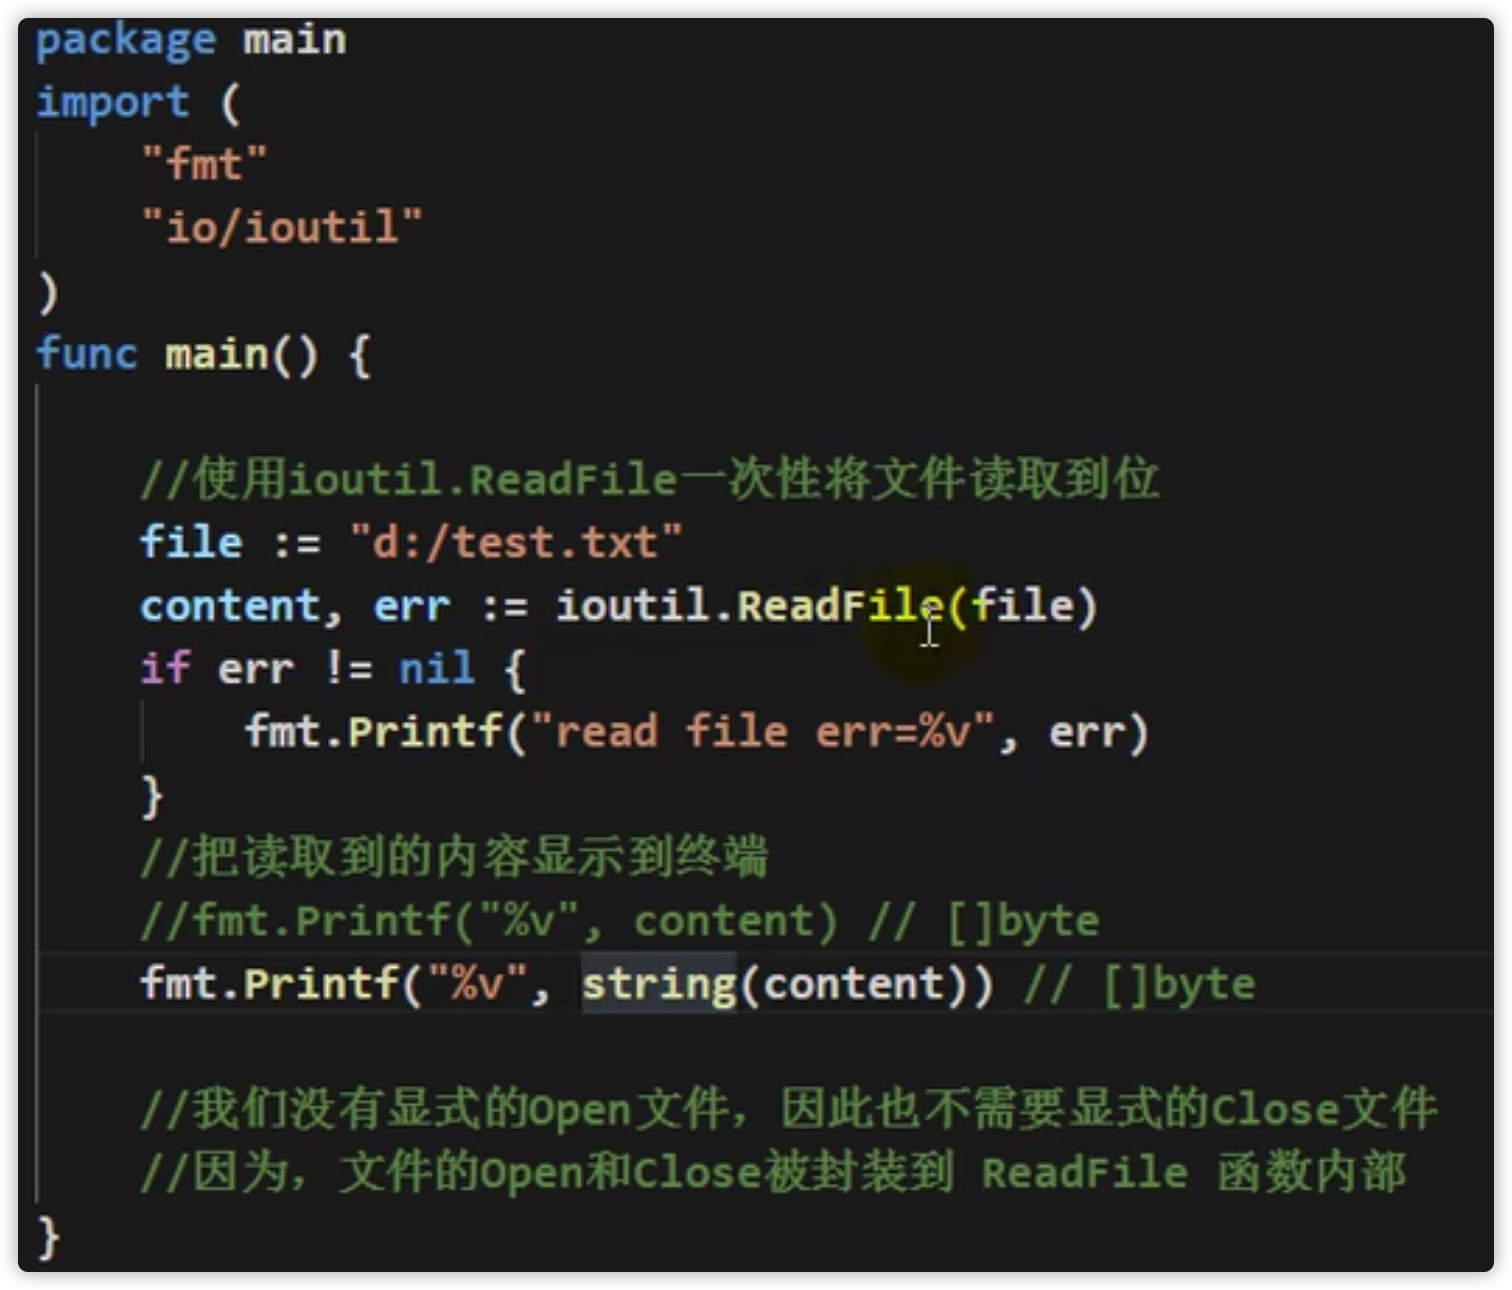 package main
import (
"fmt"
"io/ioutil"
)
func main() {
//使用ioutil.ReadFile一次性将文件读取到位
file := "d:/test.txt"
content, err := ioutil.ReadFile(file)
if err != nil {
fmt.Printf("read file err=%v", err)
}
//把读取到的内容显示到终端
//fmt.Printf("%v", content) // []byte
fmt.Printf("%v", string(content)) // []byte
//我们没有显式的Open文件，因此也不需要显式的Close文件
//因为，文件的Open和Close被封装到 ReadFile 函数内部
}